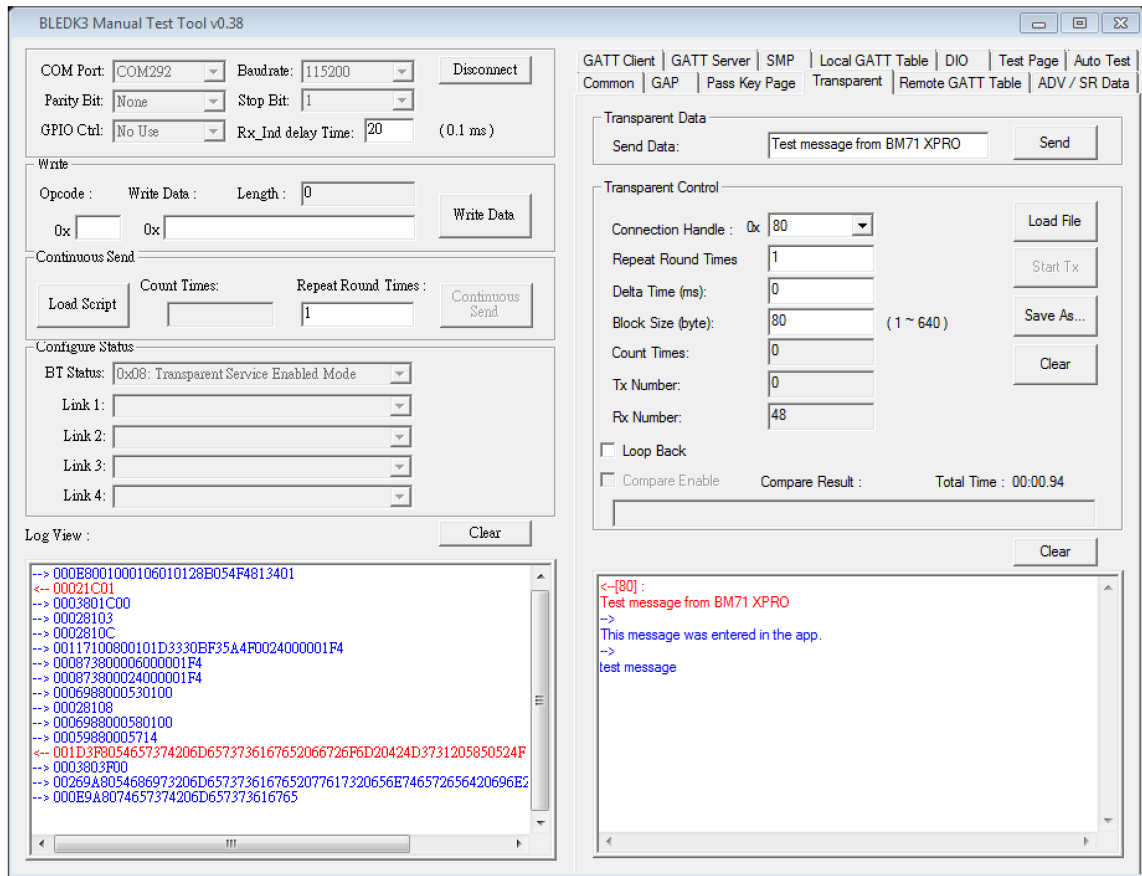 BLEDK3 Manual Test Tool v0.38
COM Port: COM292 Baudrate: 115200 Disconnect
Parity Bit: None Stop Bit: 1
GPIO Ctrl: No Use Rx_Ind delay Time: 20 ( 0.1 ms )
Write
Opcode : Write Data : Length : 0
0x 0x Write Data
Continuous Send
Load Script Count Times: Repeat Round Times : 1 Continuous Send
Configure Status
BT Status: 0x08: Transparent Service Enabled Mode
Link 1:
Link 2:
Link 3:
Link 4:
Log View : Clear
--> 000E8001000106010128B054F4813401
<-- 00021C01
--> 0003801C00
--> 00028103
--> 0002810C
--> 00117100800101D3330BF35A4F0024000001F4
--> 000873800006000001F4
--> 000873800024000001F4
--> 0006988000530100
--> 00028108
--> 0006988000580100
--> 00059880005714
<-- 001D3F8054657374206D6573736167652066726F6D20424D3731205850524F
--> 0003803F00
--> 00269A8054686973206D6573736167652077617320656E746572656420696E2
--> 000E9A8074657374206D657373616765
GATT Client GATT Server SMP Local GATT Table DIO Test Page Auto Test
Common GAP Pass Key Page Transparent Remote GATT Table ADV / SR Data
Transparent Data
Send Data: Test message from BM71 XPRO Send
Transparent Control
Connection Handle : 0x 80 Load File
Repeat Round Times 1 Start Tx
Delta Time (ms): 0
Block Size (byte): 80 ( 1 ~ 640 ) Save As...
Count Times: 0 Clear
Tx Number: 0
Rx Number: 48
Loop Back
Compare Enable Compare Result : Total Time : 00:00.94
Clear
<--[80] :
Test message from BM71 XPRO
-->
This message was entered in the app.
-->
test message